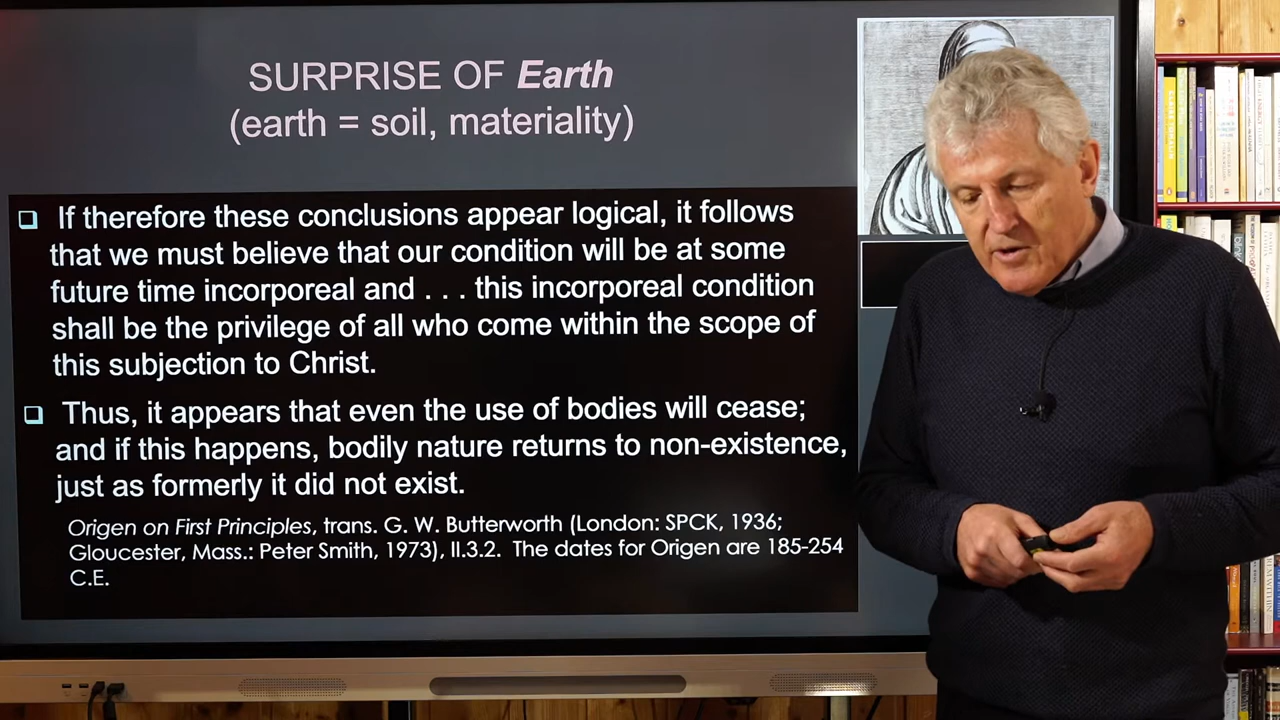 SURPRISE OF Earth
(earth = soil, materiality)
❑ If therefore these conclusions appear logical, it follows
that we must believe that our condition will be at some
future time incorporeal and . . . this incorporeal condition
shall be the privilege of all who come within the scope of
this subjection to Christ.
❑ Thus, it appears that even the use of bodies will cease;
and if this happens, bodily nature returns to non-existence,
just as formerly it did not exist.
Origen on First Principles, trans. G. W. Butterworth (London: SPCK, 1936;
Gloucester, Mass.: Peter Smith, 1973), II.3.2. The dates for Origen are 185-254
C.E.